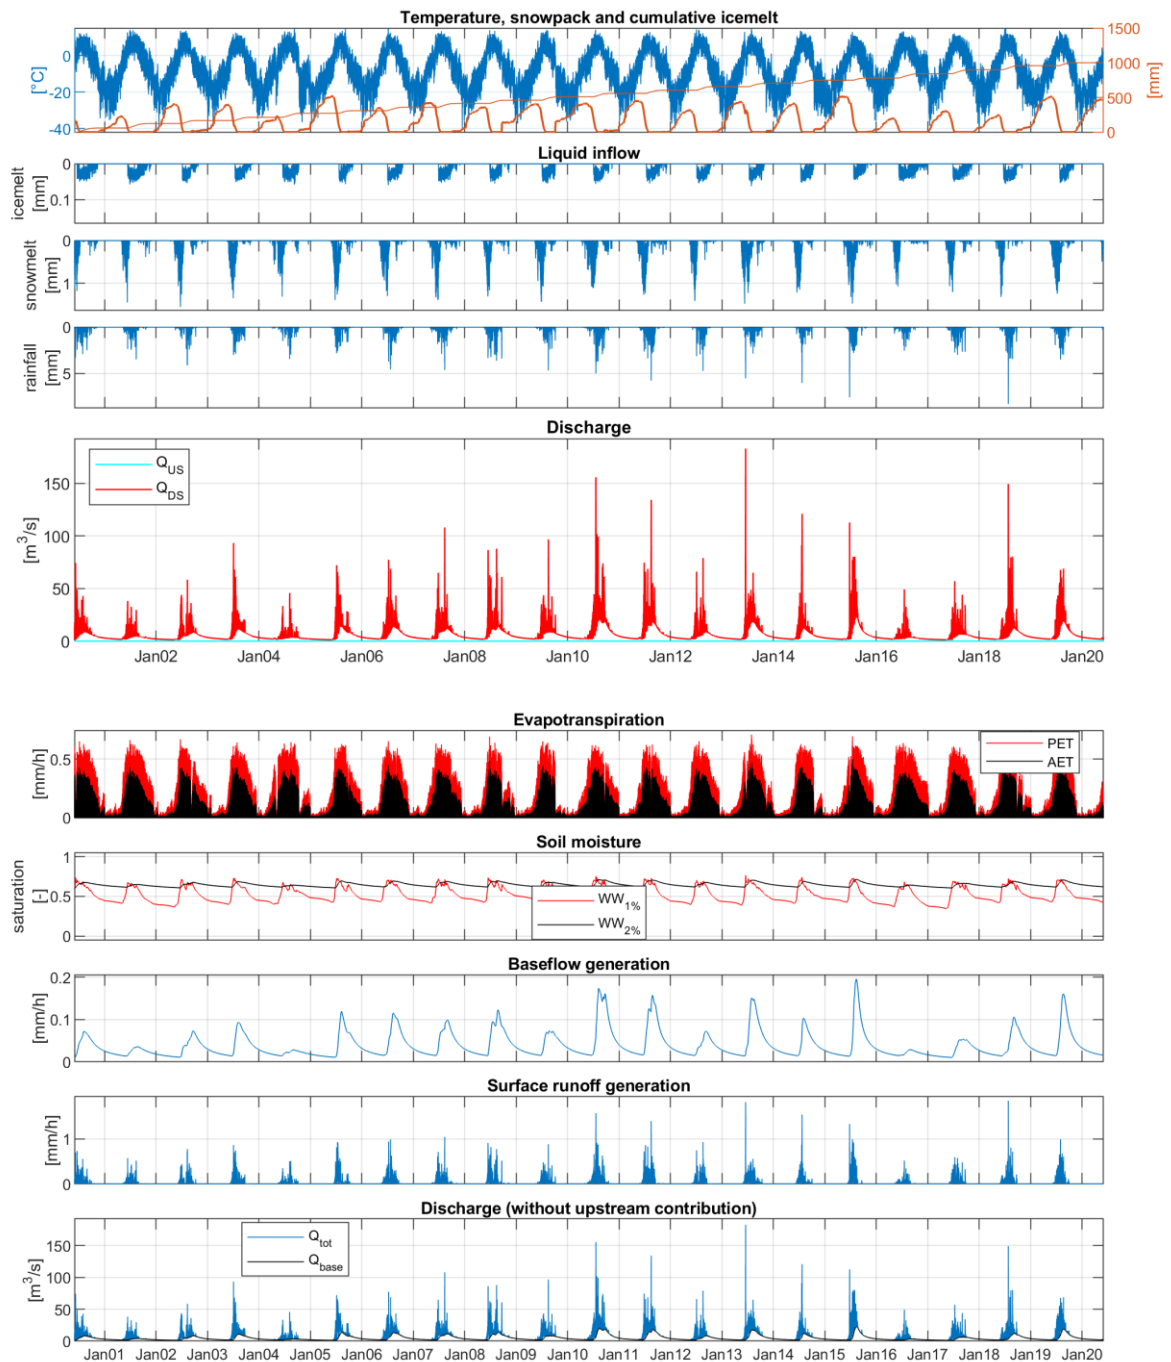 Temperature, snowpack and cumulative icemelt
[°C]
0
-20
-40
1500
1000
500
0
[mm]
Liquid inflow
icemelt
[mm]
0
0.1
snowmelt
[mm]
0
1
rainfall
[mm]
0
5
Discharge
Q_US
Q_DS
[m³/s]
150
100
50
0
Jan02 Jan04 Jan06 Jan08 Jan10 Jan12 Jan14 Jan16 Jan18 Jan20
Evapotranspiration
[mm/h]
0.5
0
PET
AET
Soil moisture
saturation
[-]
1
0.5
0
WW_1%
WW_2%
Baseflow generation
[mm/h]
0.2
0.1
0
Surface runoff generation
[mm/h]
1
0
Discharge (without upstream contribution)
Q_tot
Q_base
[m³/s]
150
100
50
0
Jan01 Jan02 Jan03 Jan04 Jan05 Jan06 Jan07 Jan08 Jan09 Jan10 Jan11 Jan12 Jan13 Jan14 Jan15 Jan16 Jan17 Jan18 Jan19 Jan20